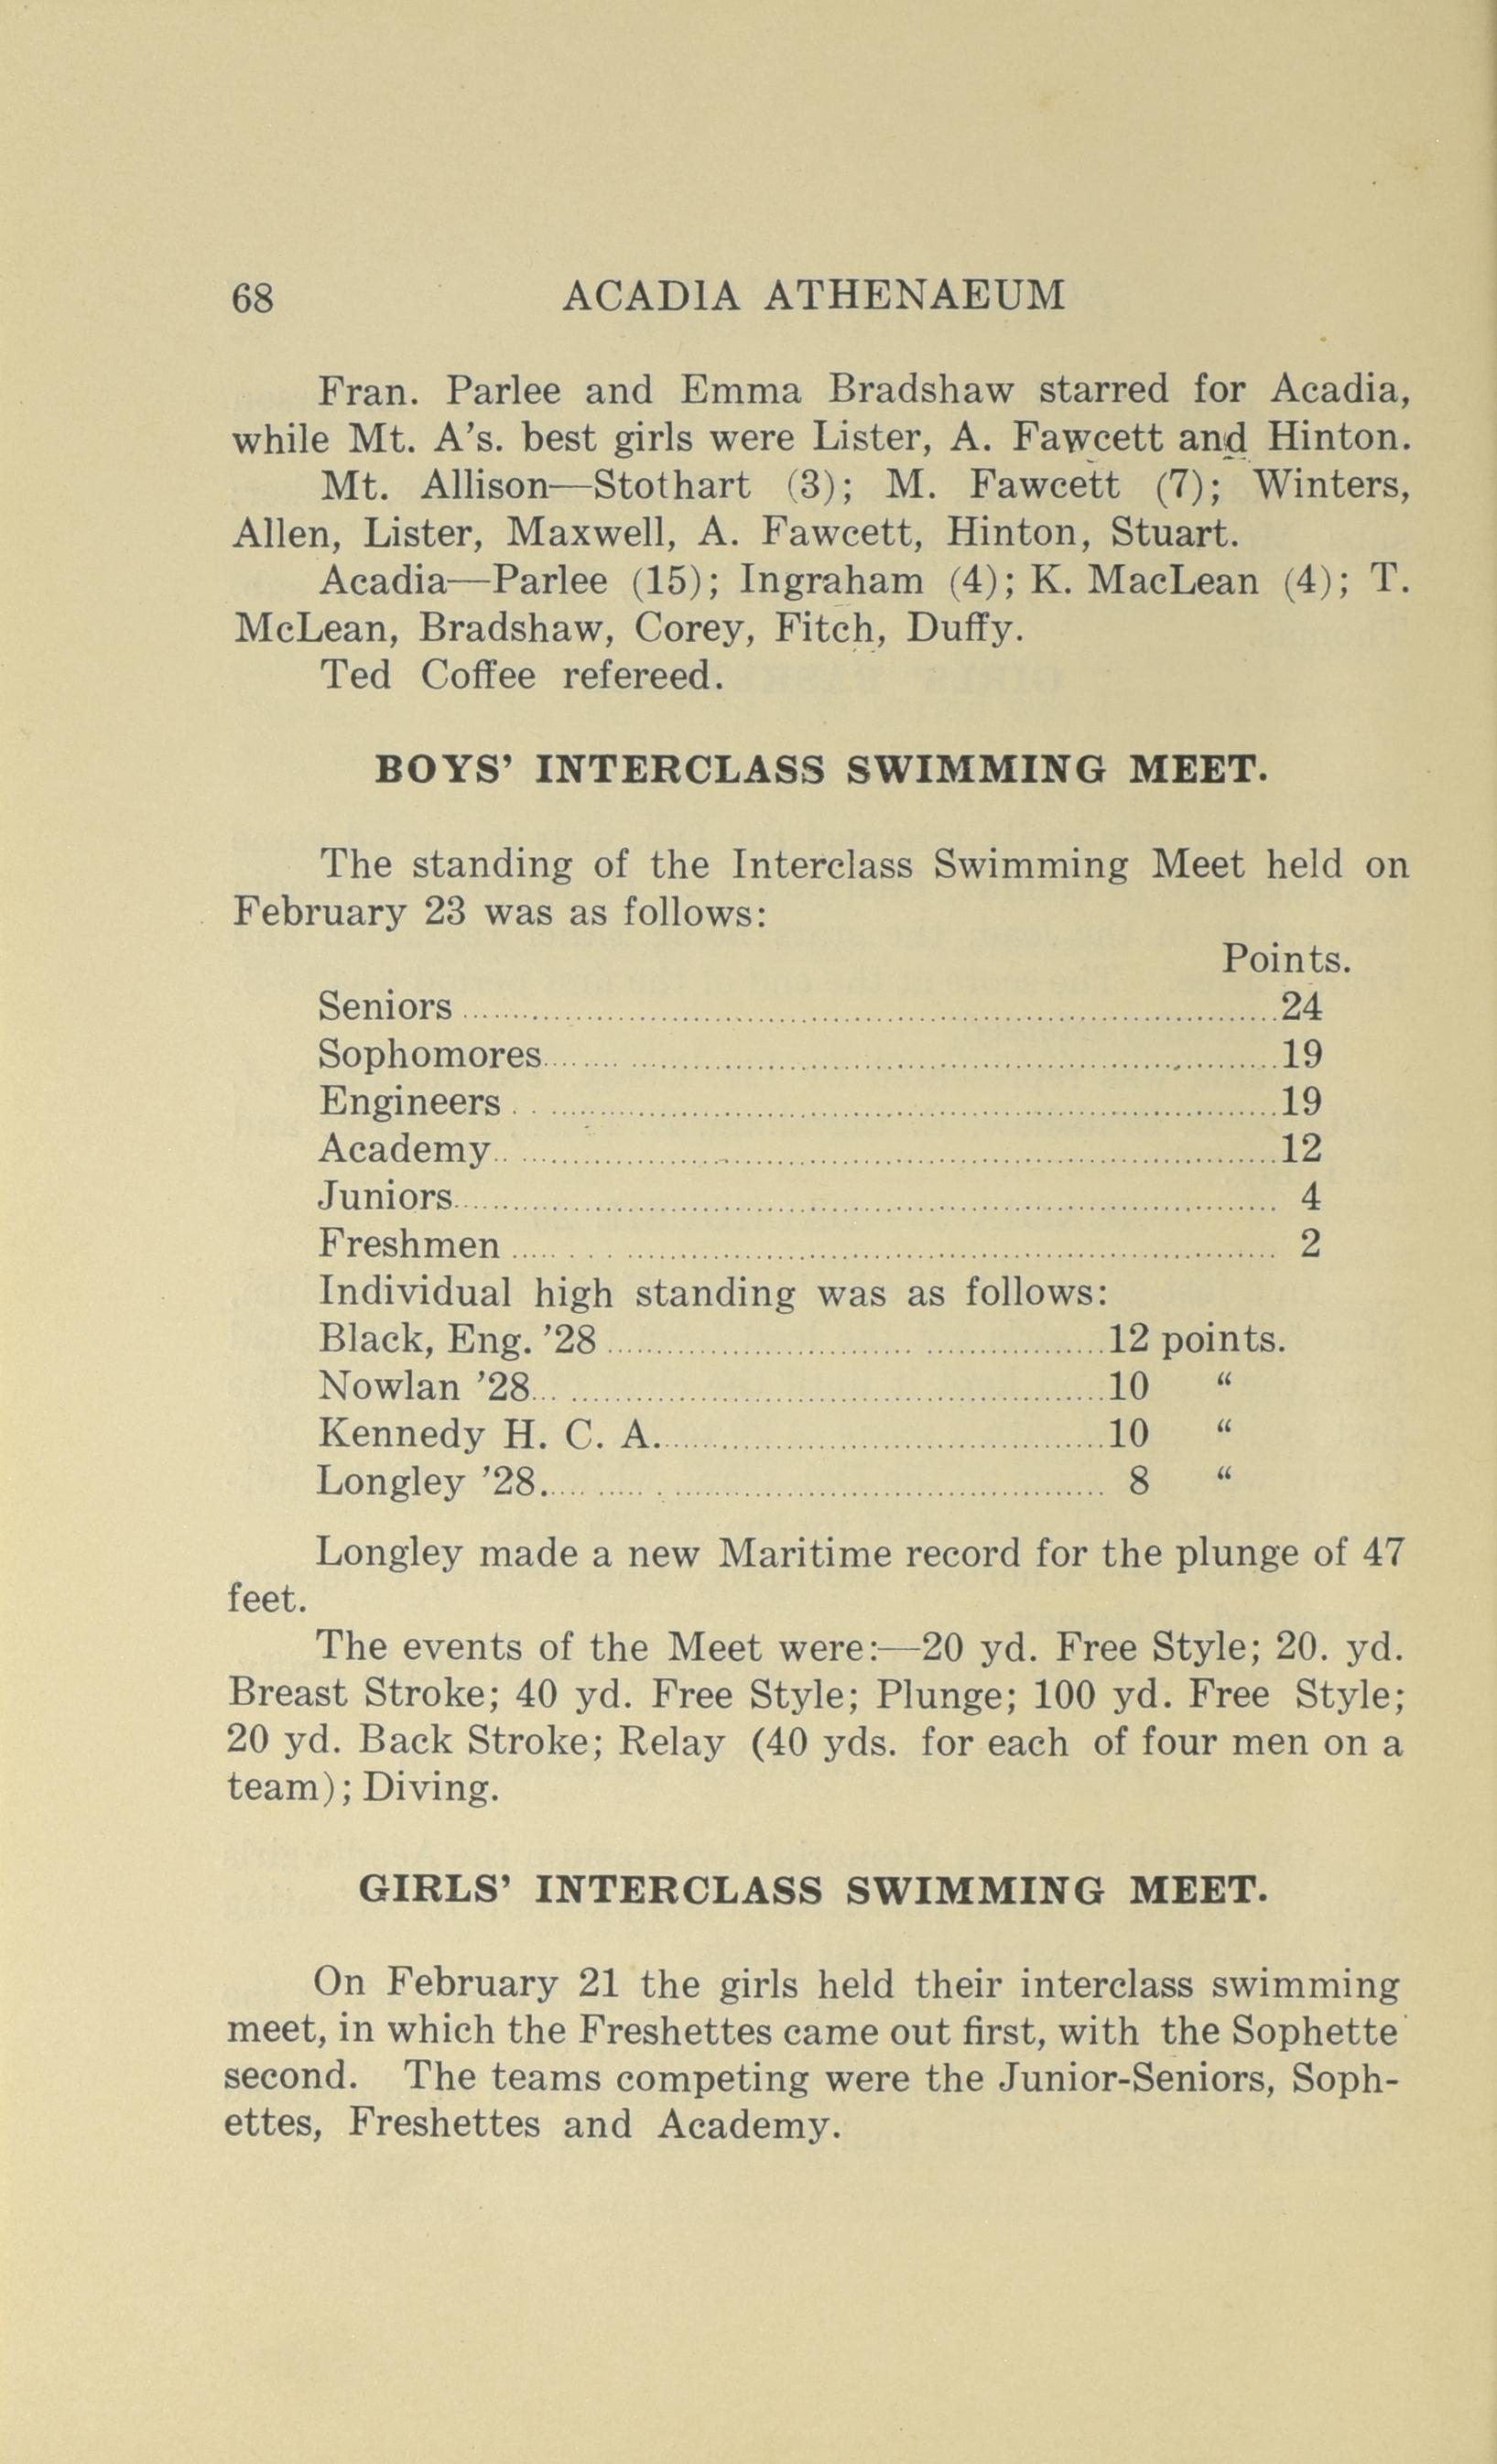 68 ACADIA ATHENAEUM
Fran. Parlee and Emma Bradshaw starred for Acadia,
while Mt. A's. best girls were Lister, A. Fawcett and Hinton.
Mt. Allison—Stothart (3); M. Fawcett (7); Winters,
Allen, Lister, Maxwell, A. Fawcett, Hinton, Stuart.
Acadia—Parlee (15); Ingraham (4); K. MacLean (4); T.
McLean, Bradshaw, Corey, Fitch, Duffy.
Ted Coffee refereed.
BOYS' INTERCLASS SWIMMING MEET.
The standing of the Interclass Swimming Meet held on
February 23 was as follows:
Points.
Seniors........................24
Sophomores........................19
Engineers........................19
Academy........................12
Juniors........................ 4
Freshmen........................ 2
Individual high standing was as follows:
Black, Eng. '28........................12 points.
Nowlan '28........................10 "
Kennedy H. C. A.........................10 "
Longley '28......................... 8 "
Longley made a new Maritime record for the plunge of 47
feet.
The events of the Meet were:—20 yd. Free Style; 20. yd.
Breast Stroke; 40 yd. Free Style; Plunge; 100 yd. Free Style;
20 yd. Back Stroke; Relay (40 yds. for each of four men on a
team); Diving.
GIRLS' INTERCLASS SWIMMING MEET.
On February 21 the girls held their interclass swimming
meet, in which the Freshettes came out first, with the Sophette
second. The teams competing were the Junior-Seniors, Soph-
ettes, Freshettes and Academy.